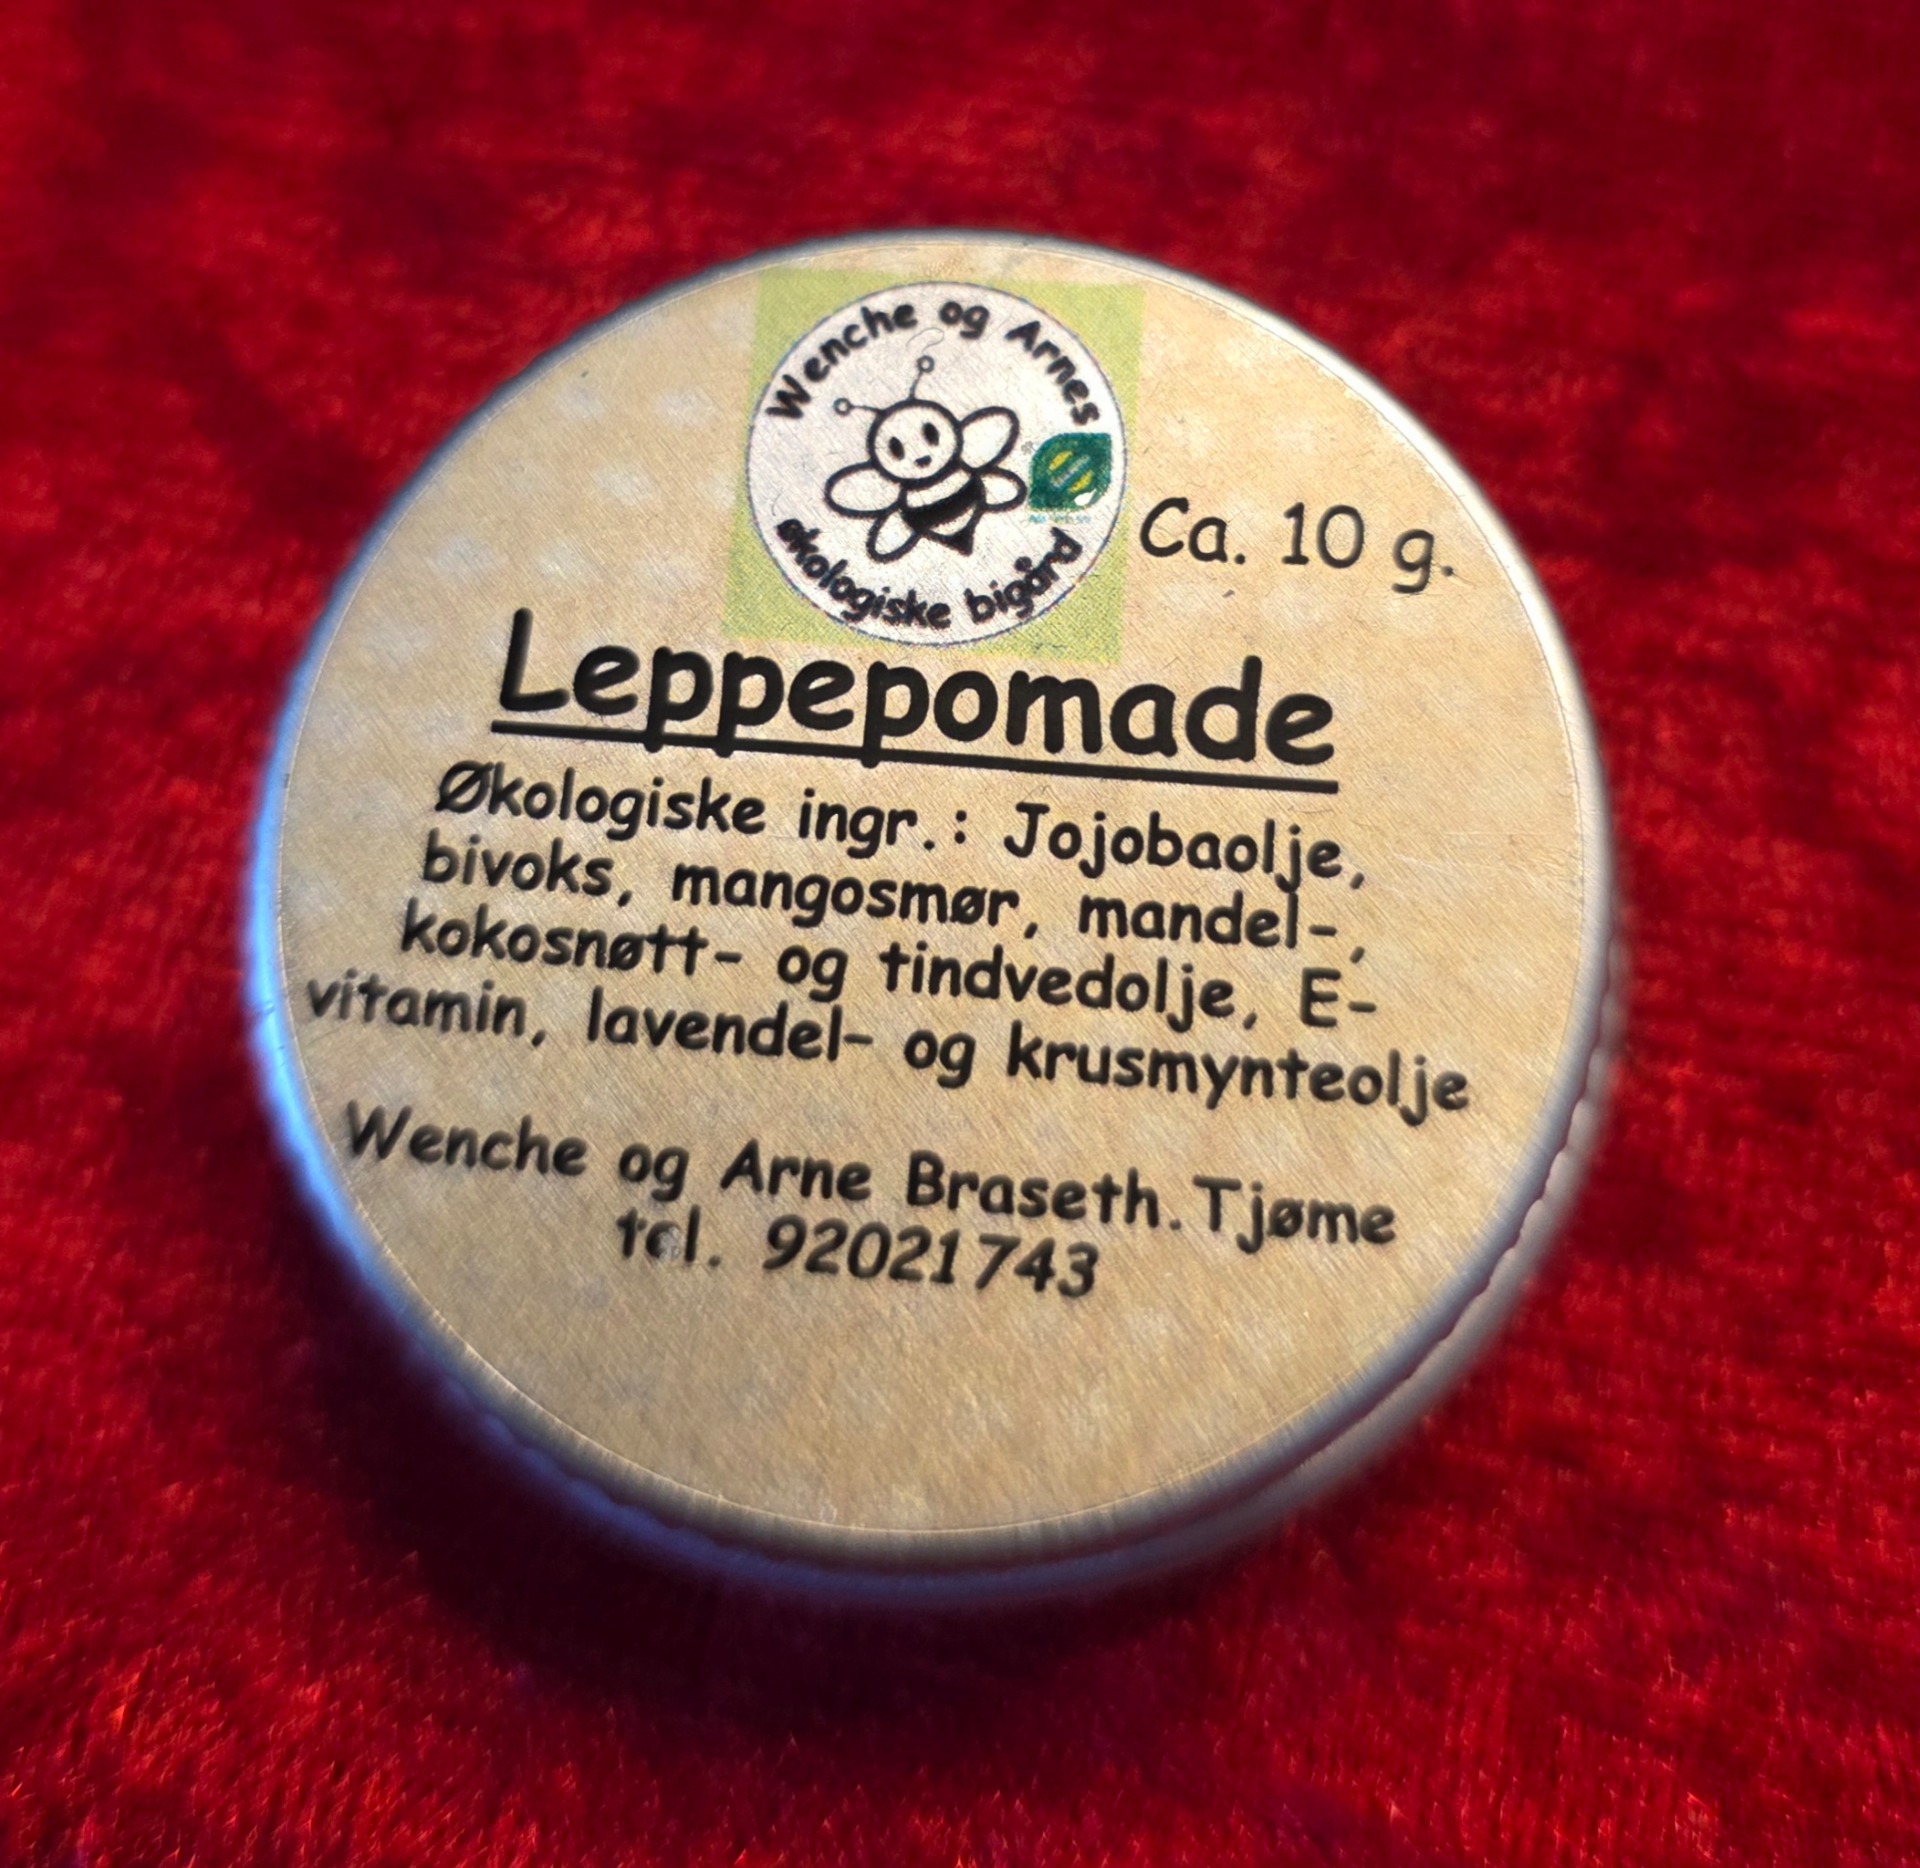 Wenche og Arnes
økologiske bigård
Ca. 10 g.
Leppepomade
Økologiske ingr.: Jojobaolje,
bivoks, mangosmør, mandel-,
kokosnøtt- og tindvedolje, E-
vitamin, lavendel- og krusmynteolje
Wenche og Arne Braseth.Tjøme
tel. 92021743